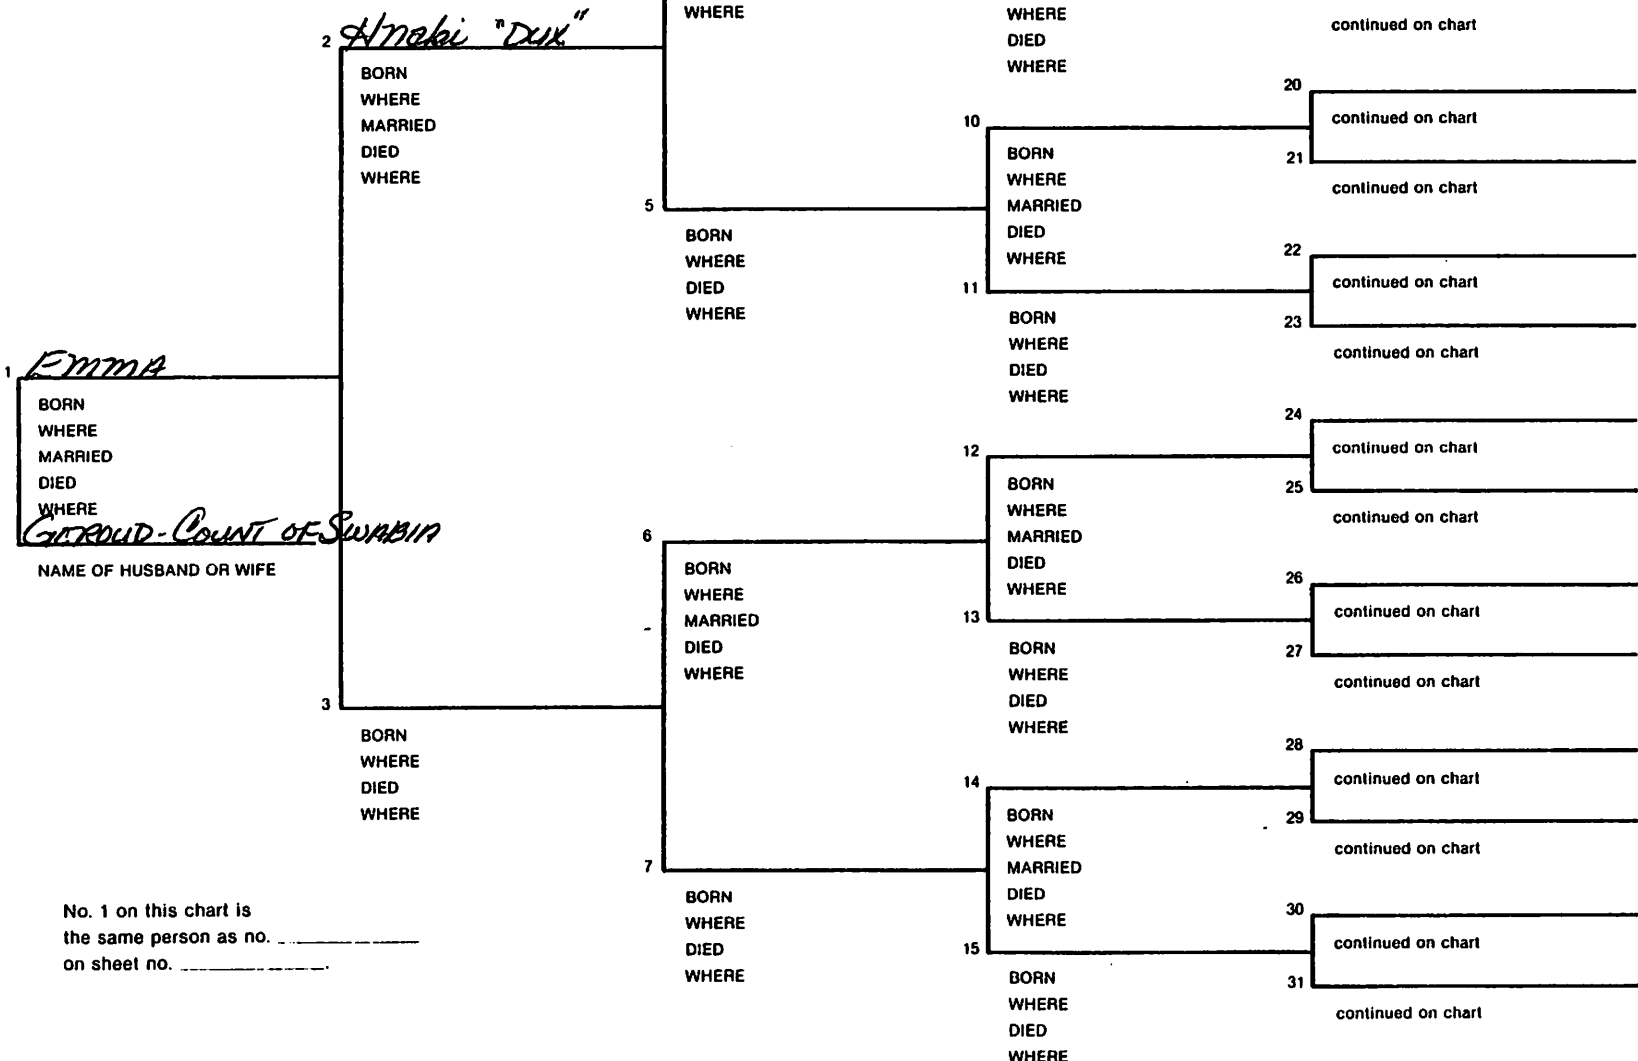 WHERE
WHERE
DIED
WHERE
continued on chart
2 Hnabi "Dux"
BORN
WHERE
MARRIED
DIED
WHERE
20
continued on chart
21
continued on chart
10
BORN
WHERE
MARRIED
DIED
WHERE
5
BORN
WHERE
DIED
WHERE
22
continued on chart
23
continued on chart
11
BORN
WHERE
DIED
WHERE
1 EMMA
BORN
WHERE
MARRIED
DIED
WHERE
GEROUD - COUNT OF SWABIA
NAME OF HUSBAND OR WIFE
24
continued on chart
25
continued on chart
12
BORN
WHERE
MARRIED
DIED
WHERE
6
BORN
WHERE
MARRIED
DIED
WHERE
26
continued on chart
27
continued on chart
13
BORN
WHERE
DIED
WHERE
3
BORN
WHERE
DIED
WHERE
28
continued on chart
29
continued on chart
14
BORN
WHERE
MARRIED
DIED
WHERE
7
BORN
WHERE
DIED
WHERE
30
continued on chart
31
continued on chart
15
BORN
WHERE
DIED
WHERE
No. 1 on this chart is
the same person as no.
on sheet no.